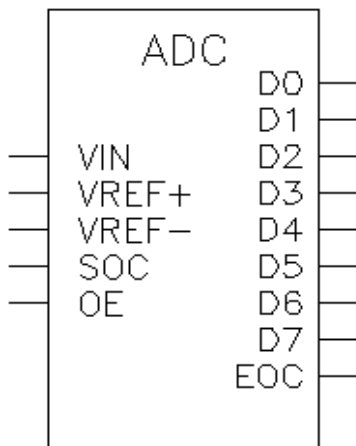 ADC
D0
D1
VIN D2
VREF+ D3
VREF− D4
SOC D5
OE D6
D7
EOC